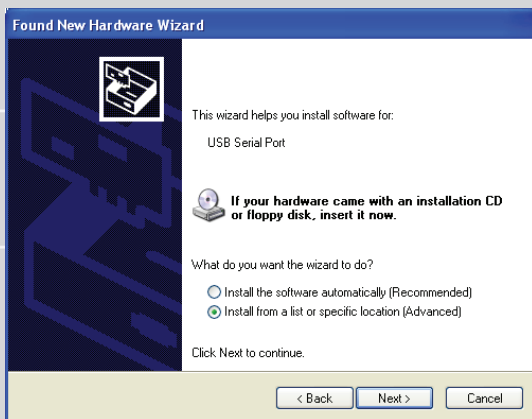 Found New Hardware Wizard
This wizard helps you install software for:
USB Serial Port
If your hardware came with an installation CD
or floppy disk, insert it now.
What do you want the wizard to do?
Install the software automatically (Recommended)
Install from a list or specific location (Advanced)
Click Next to continue.
< Back Next > Cancel